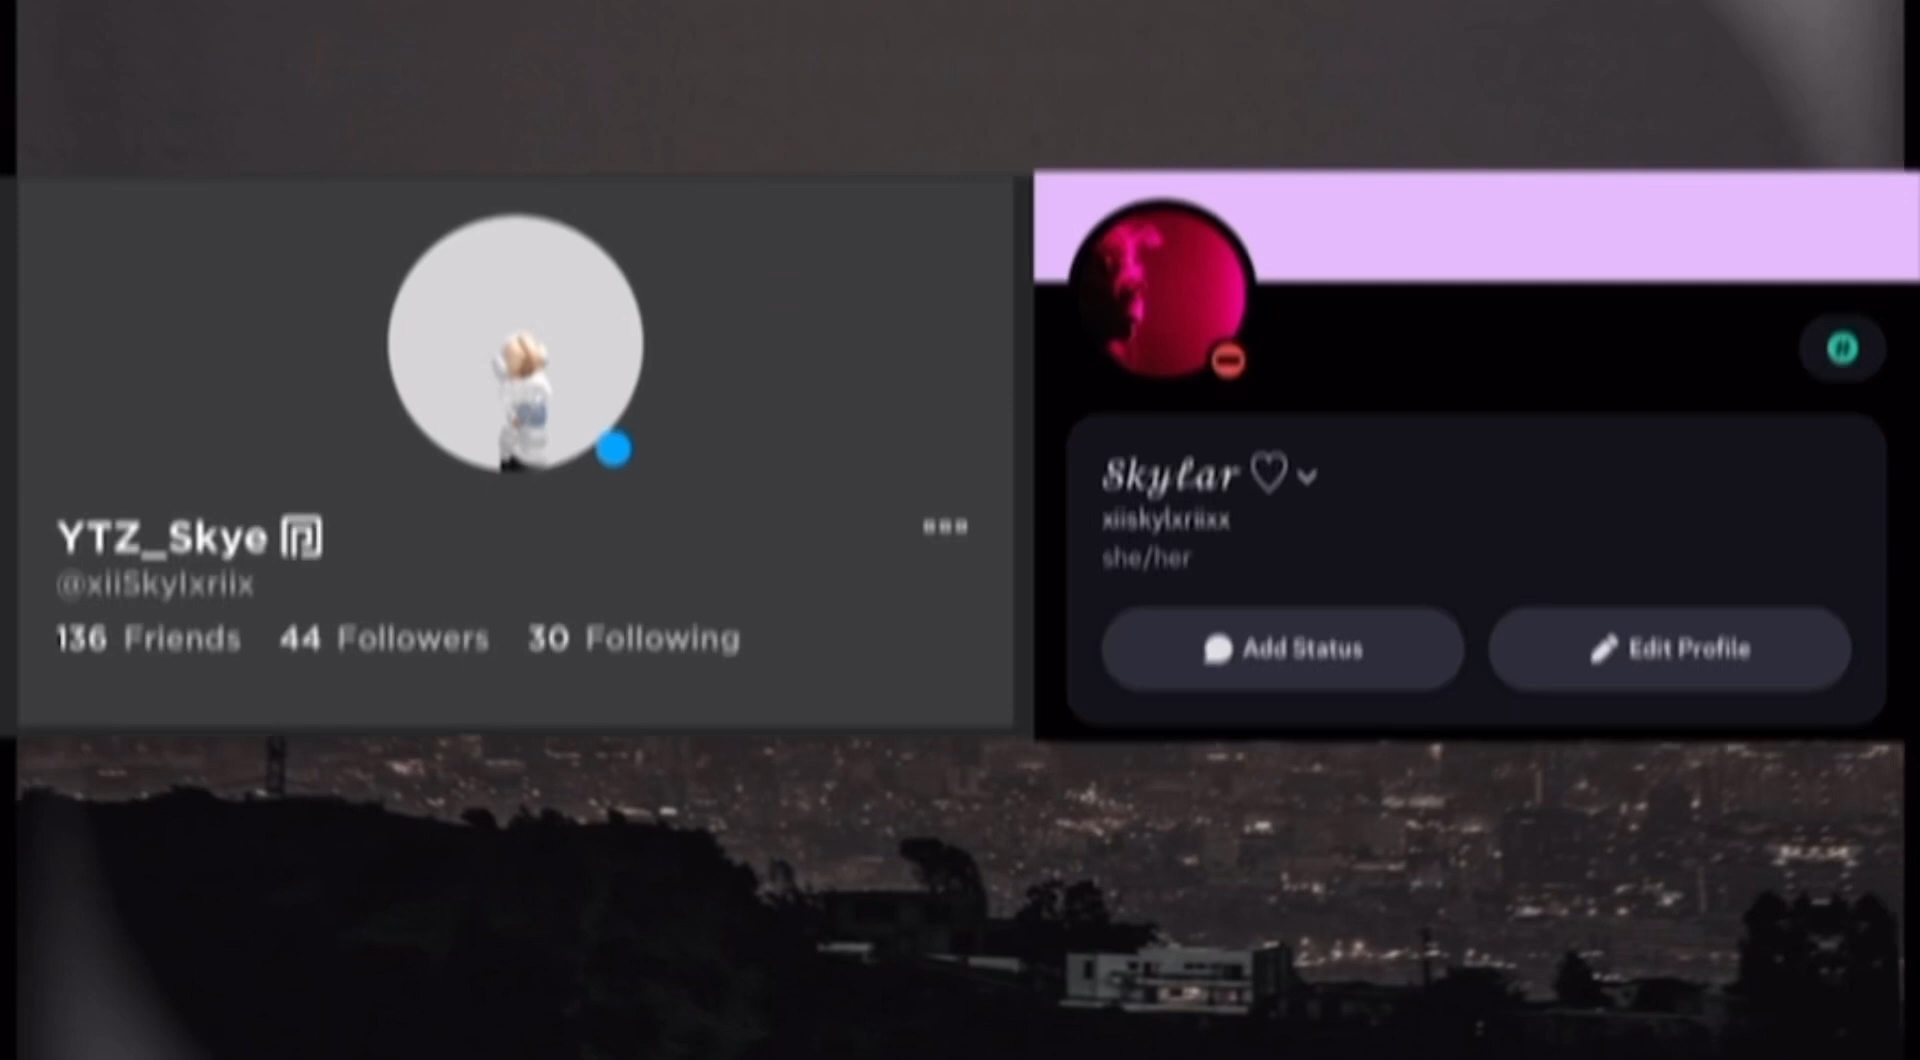 YTZ_Skye
@xiiSkylxriix
136 Friends 44 Followers 30 Following
Skylar ♡
xiiskylxriixx
she/her
Add Status
Edit Profile